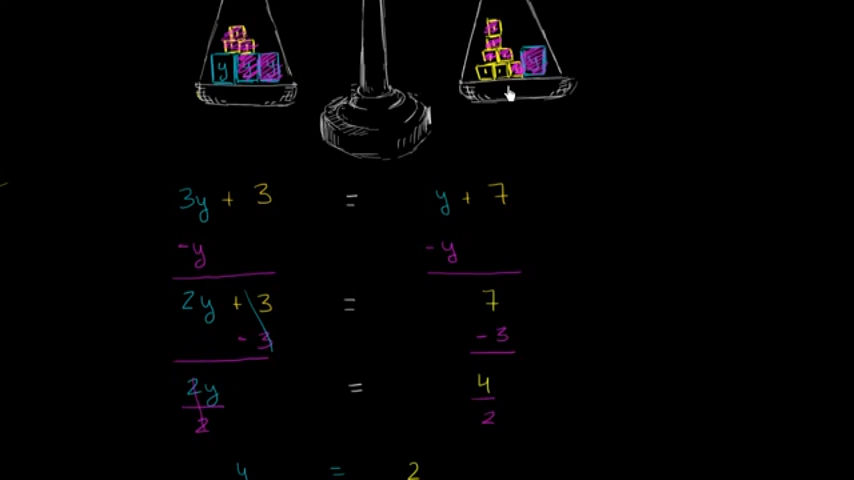 y
3y + 3 = y + 7
-y -y
2y + 3 = 7
- 3 - 3
2y = 4
2 2
y = 2